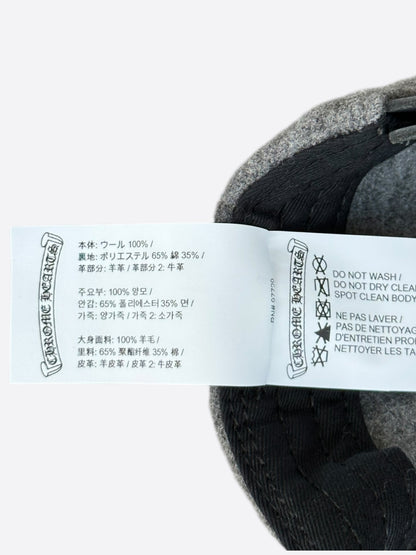 CHROME HEARTS
本体: ウール 100% /
裏地: ポリエステル 65% 綿 35% /
革部分: 羊革 / 革部分 2: 牛革
주요부: 100% 양모 /
안감: 65% 폴리에스터 35% 면 /
가죽: 양가죽 / 가죽 2: 소가죽
大身面料: 100% 羊毛 /
里料: 65% 聚酯纤维 35% 棉 /
皮革: 羊皮革 / 皮革 2: 牛皮革
CHROME HEARTS
DO NOT WASH /
DO NOT DRY CLEA
SPOT CLEAN BODY
NE PAS LAVER /
PAS DE NETTOYAG
D'ENTRETIEN PROF
NETTOYER LES TA